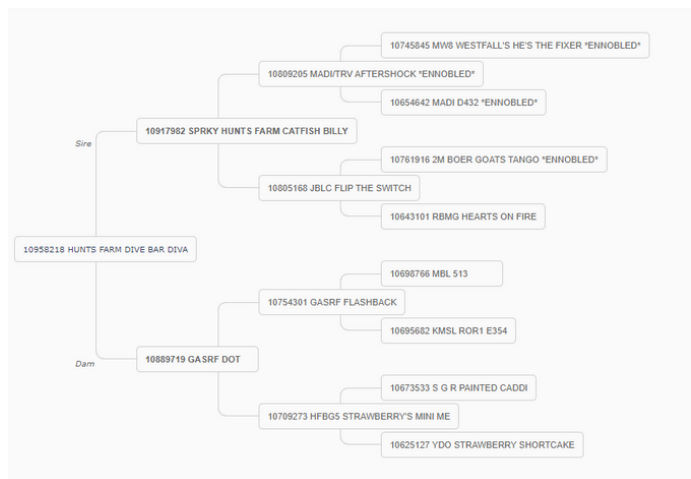 10745845 MW8 WESTFALL'S HE'S THE FIXER *ENNOBLED*
10809205 MADI/TRV AFTERSHOCK *ENNOBLED*
10654642 MADI D432 *ENNOBLED*
10917982 SPRKY HUNTS FARM CATFISH BILLY
Sire
10761916 2M BOER GOATS TANGO *ENNOBLED*
10805168 JBLC FLIP THE SWITCH
10643101 RBMG HEARTS ON FIRE
10958218 HUNTS FARM DIVE BAR DIVA
10698766 MBL 513
10754301 GASRF FLASHBACK
10695682 KMSL ROR1 E354
10889719 GASRF DOT
Dam
10673533 S G R PAINTED CADDI
10709273 HFBG5 STRAWBERRY'S MINI ME
10625127 YDO STRAWBERRY SHORTCAKE